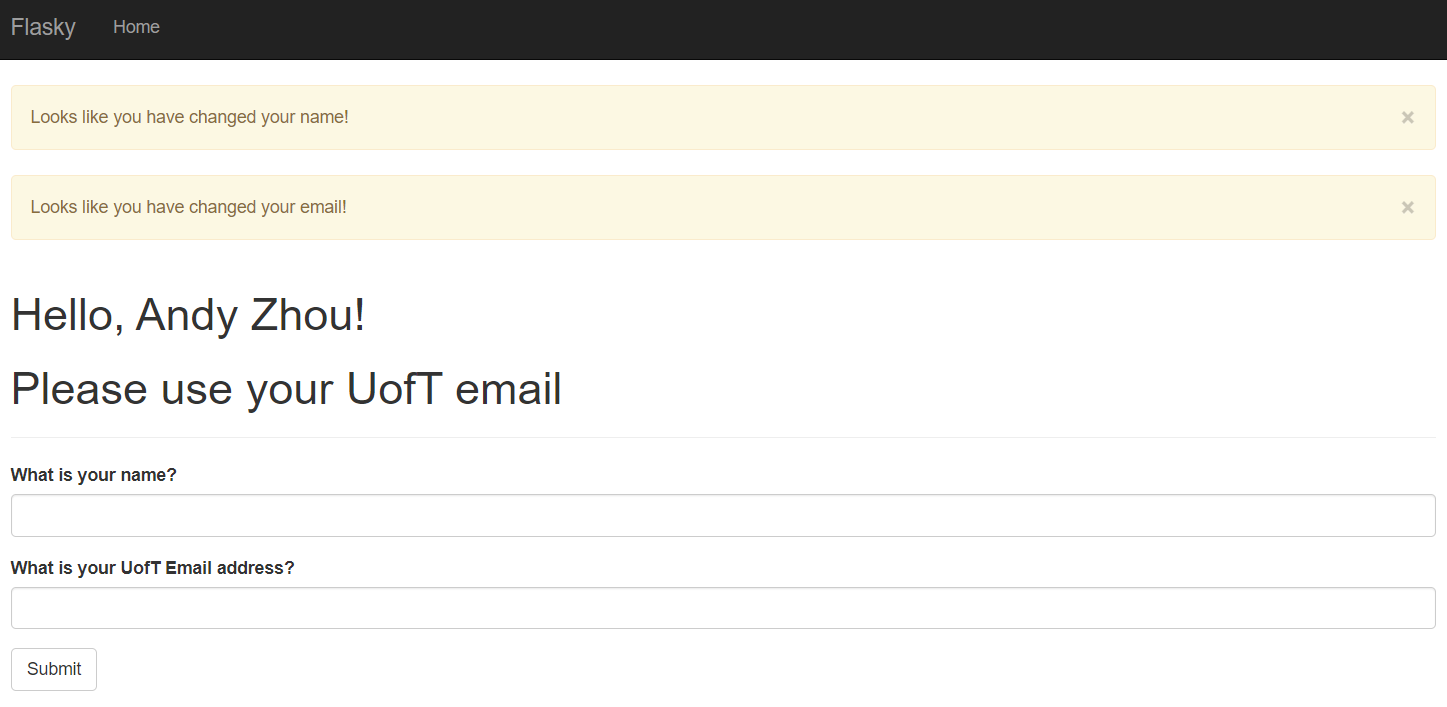 Flasky Home
Looks like you have changed your name! ×
Looks like you have changed your email! ×
Hello, Andy Zhou!
Please use your UofT email
What is your name?
What is your UofT Email address?
Submit